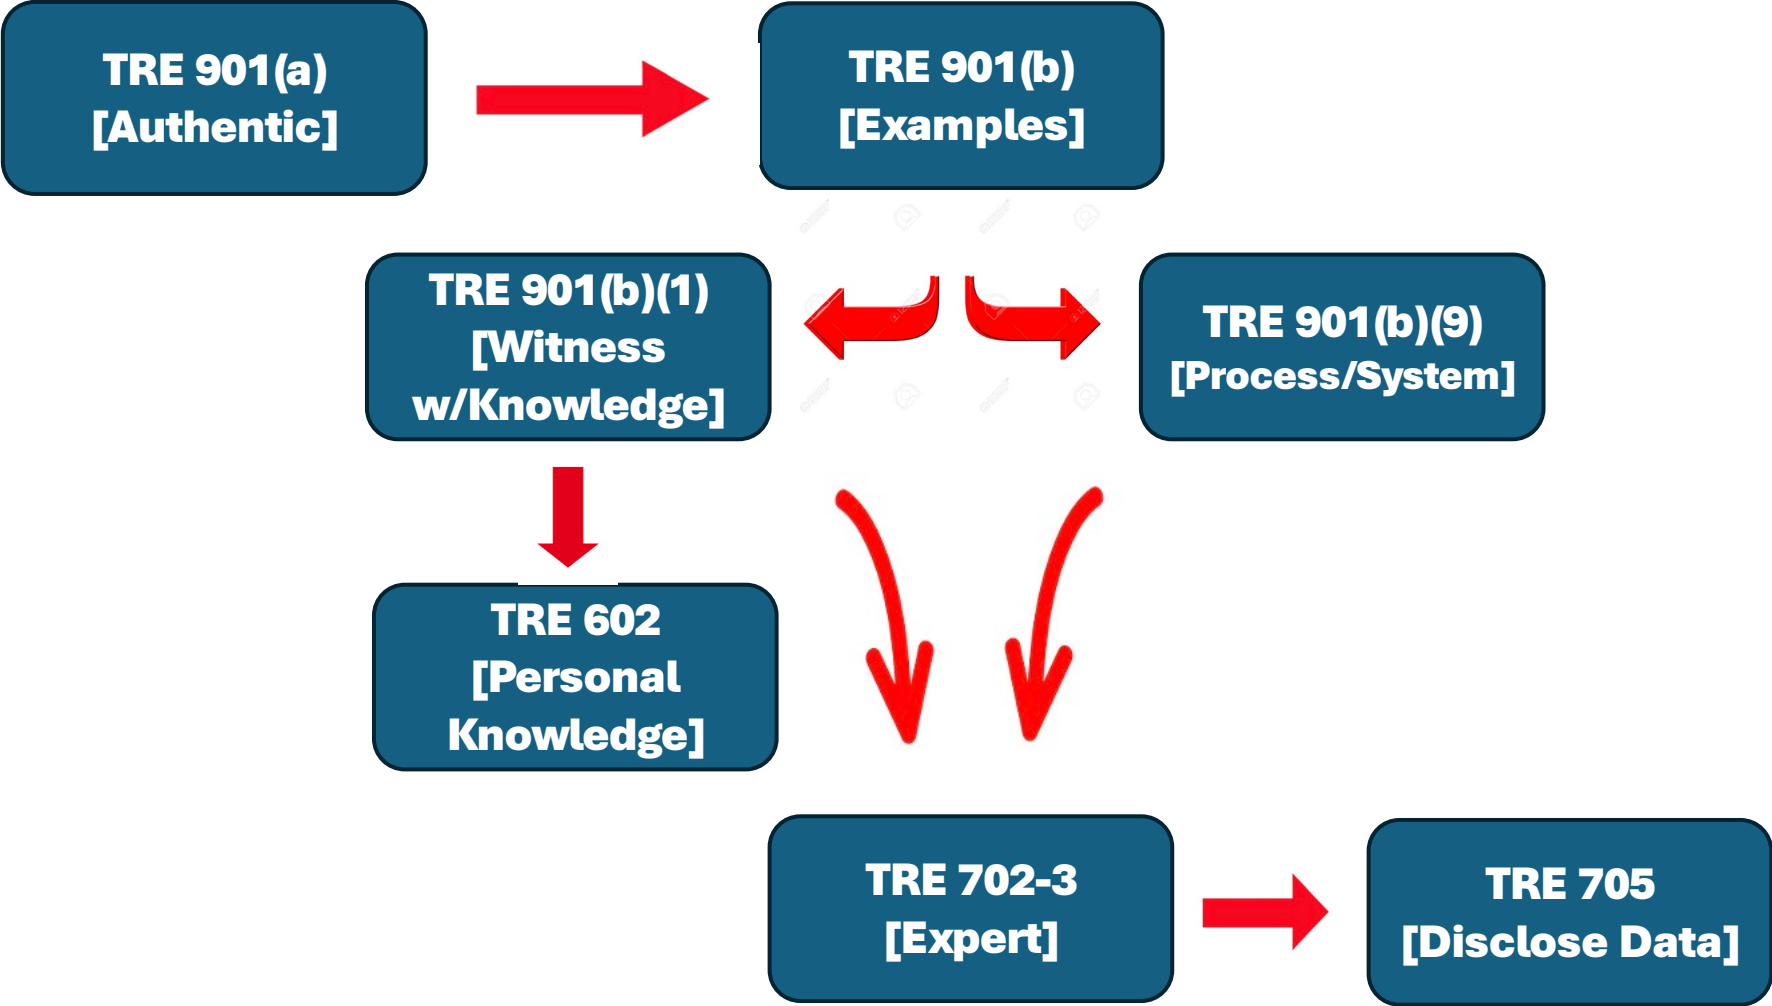 TRE 901(a)
[Authentic]
TRE 901(b)
[Examples]
TRE 901(b)(1)
[Witness
w/Knowledge]
TRE 901(b)(9)
[Process/System]
TRE 602
[Personal
Knowledge]
TRE 702-3
[Expert]
TRE 705
[Disclose Data]